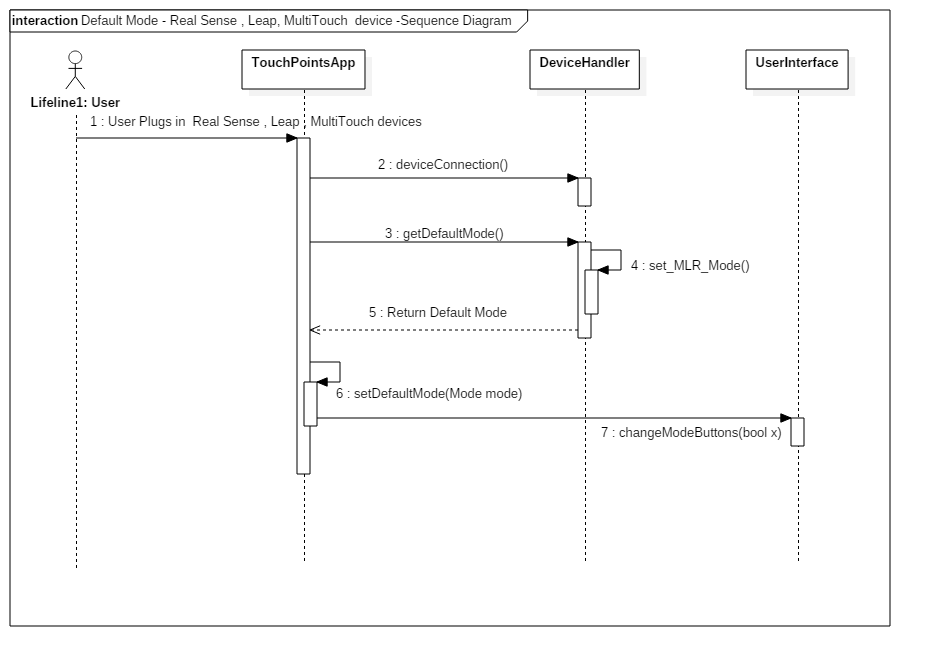 interaction Default Mode - Real Sense , Leap, MultiTouch device -Sequence Diagram
TouchPointsApp
DeviceHandler
UserInterface
Lifeline1: User
1 : User Plugs in Real Sense , Leap , MultiTouch devices
2 : deviceConnection()
3 : getDefaultMode()
4 : set_MLR_Mode()
5 : Return Default Mode
6 : setDefaultMode(Mode mode)
7 : changeModeButtons(bool x)